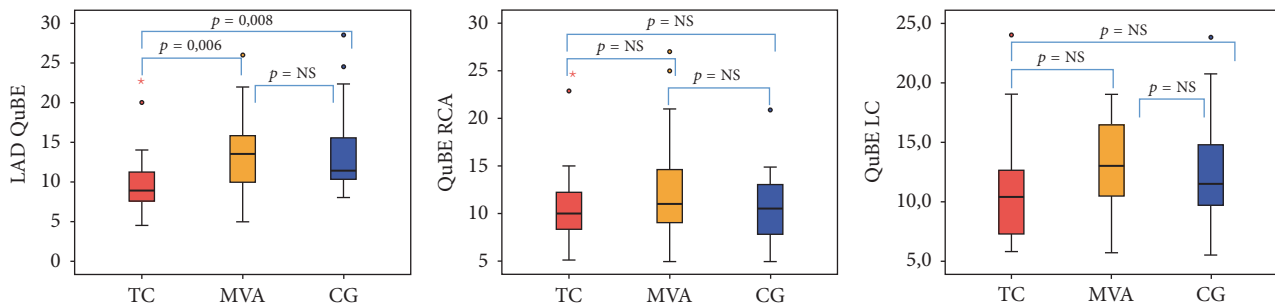 LAD QuBE
30
25
20
15
10
5
0
p = 0,008
p = 0,006
p = NS
*
TC MVA CG
QuBE RCA
30
25
20
15
10
5
p = NS
p = NS
p = NS
*
TC MVA CG
QuBE LC
25,0
20,0
15,0
10,0
5,0
p = NS
p = NS
p = NS
TC MVA CG